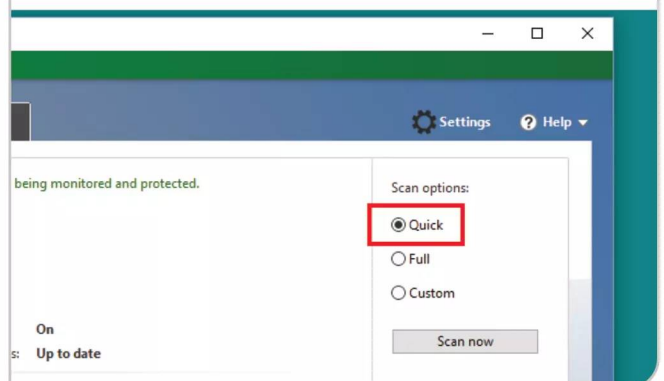 Settings
Help
being monitored and protected.
Scan options:
Quick
Full
Custom
On
s: Up to date
Scan now